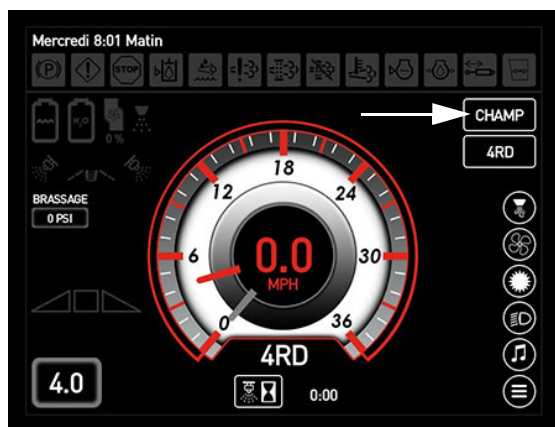 Mercredi 8:01 Matin
(P)
STOP
CHAMP
4RD
H₂O
0 %
BRASSAGE
0 PSI
18
12
24
6
30
0
36
0.0
MPH
4RD
4.0
0:00